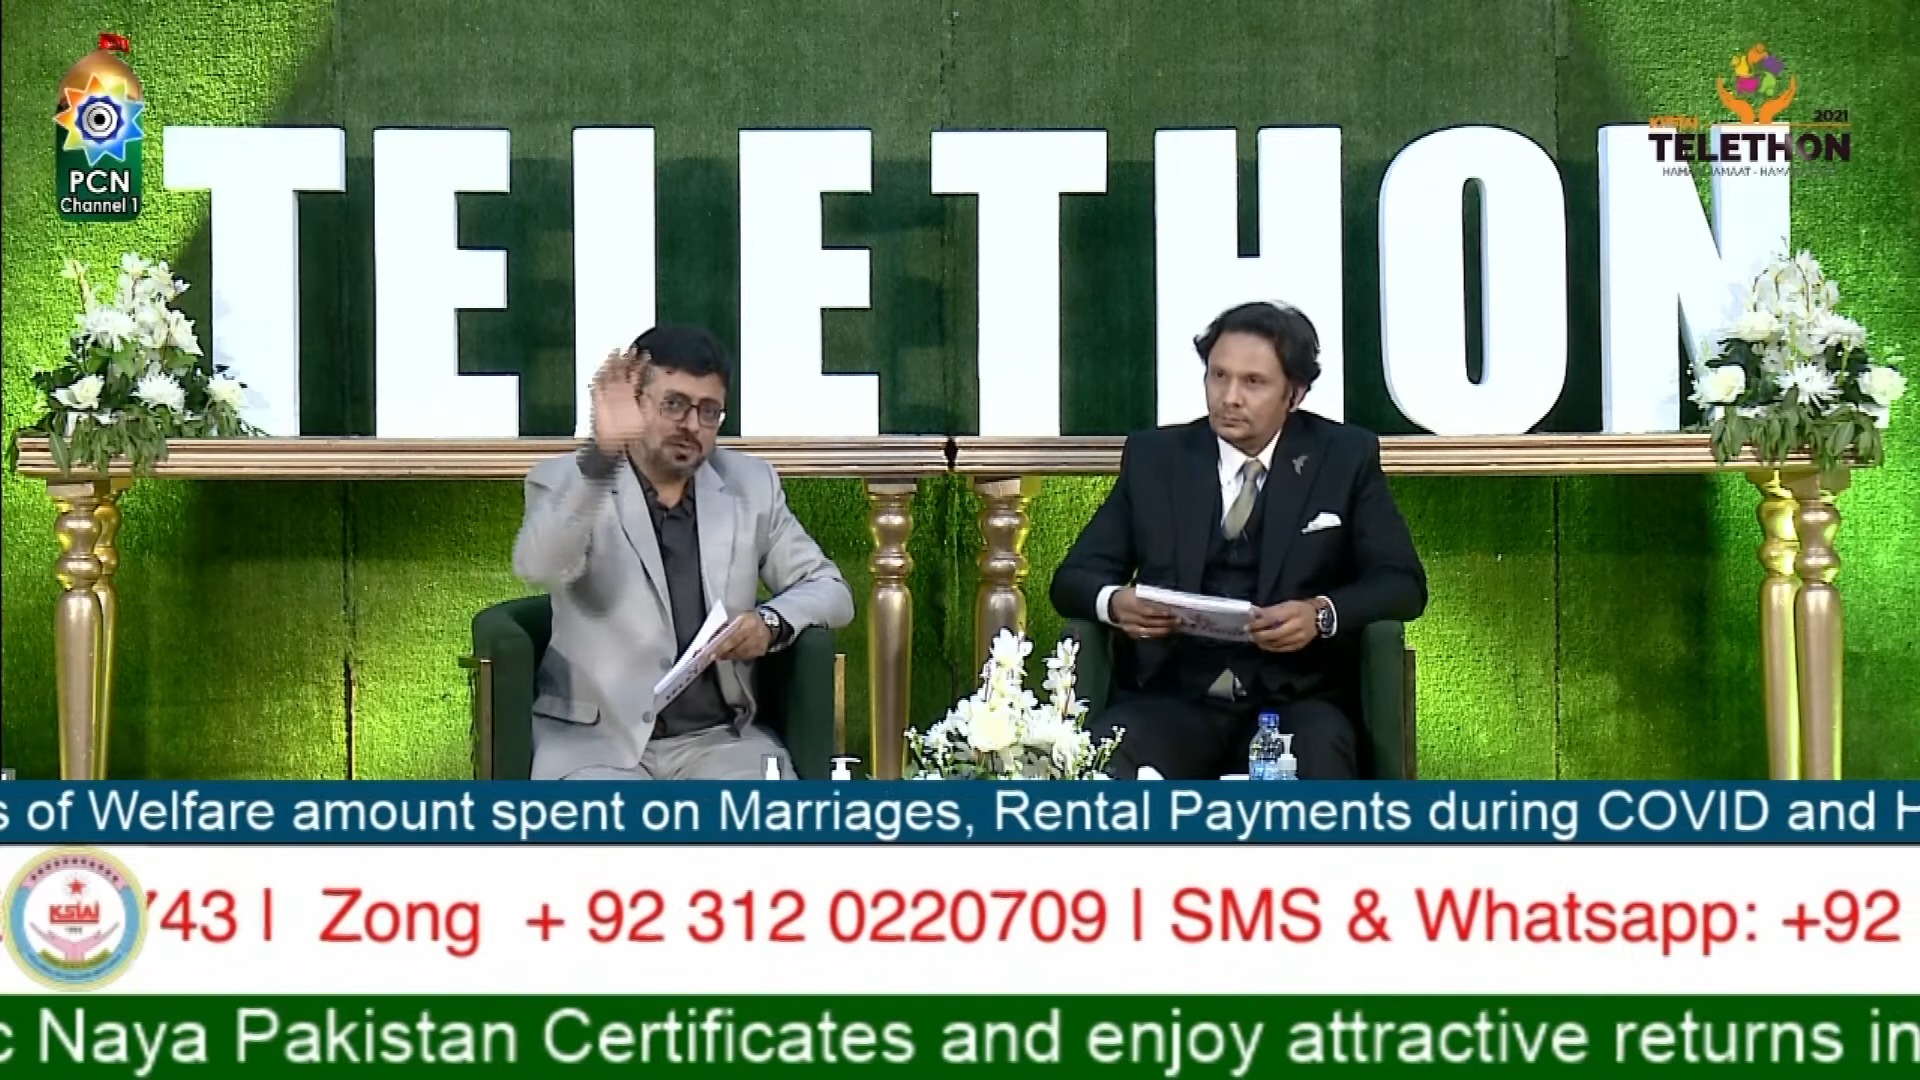 PCN
Channel 1
TELETHON
KSIAJ
2021
TELETHON
s of Welfare amount spent on Marriages, Rental Payments during COVID and H
743 | Zong + 92 312 0220709 | SMS & Whatsapp: +92
KSIAJ
c Naya Pakistan Certificates and enjoy attractive returns in